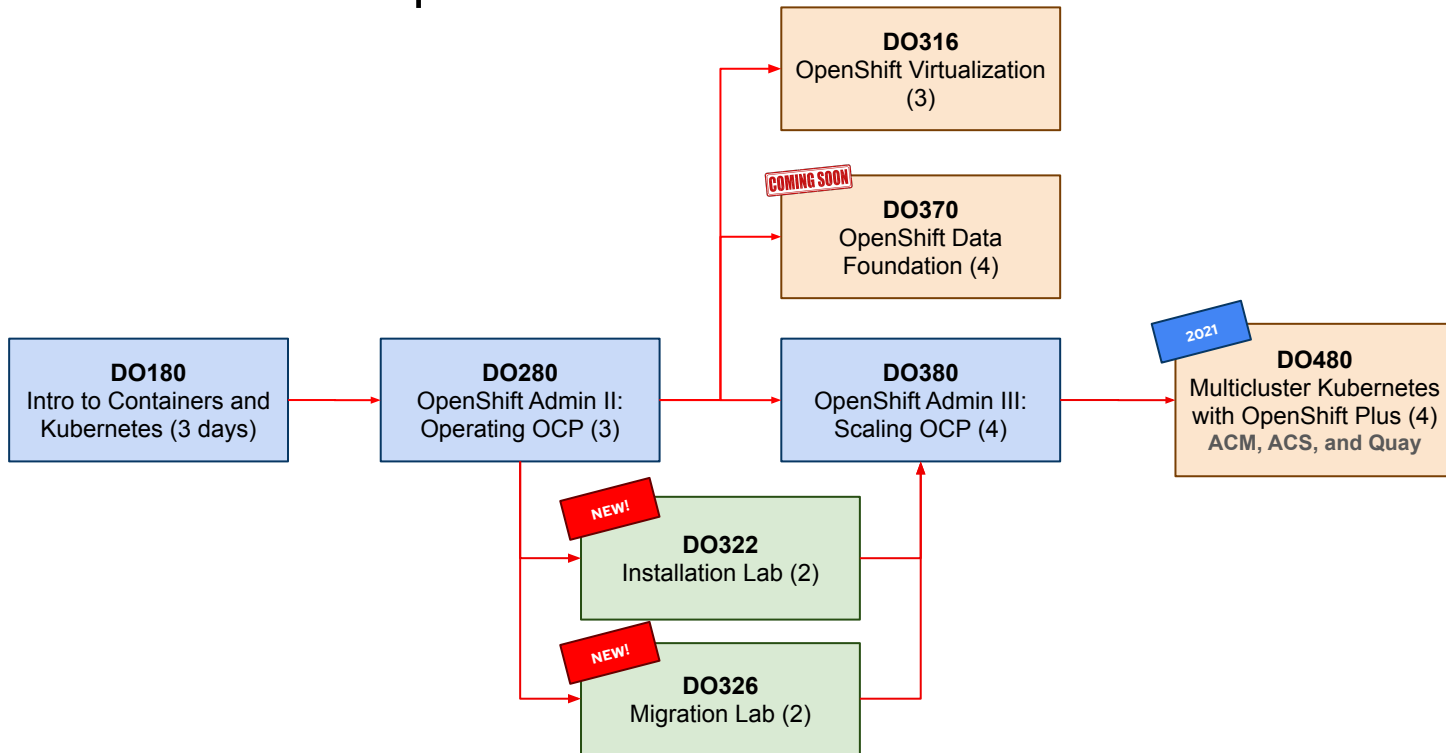 DO316
OpenShift Virtualization
(3)
COMING SOON
DO370
OpenShift Data
Foundation (4)
DO180
Intro to Containers and
Kubernetes (3 days)
DO280
OpenShift Admin II:
Operating OCP (3)
DO380
OpenShift Admin III:
Scaling OCP (4)
2021
DO480
Multicluster Kubernetes
with OpenShift Plus (4)
ACM, ACS, and Quay
NEW!
DO322
Installation Lab (2)
NEW!
DO326
Migration Lab (2)